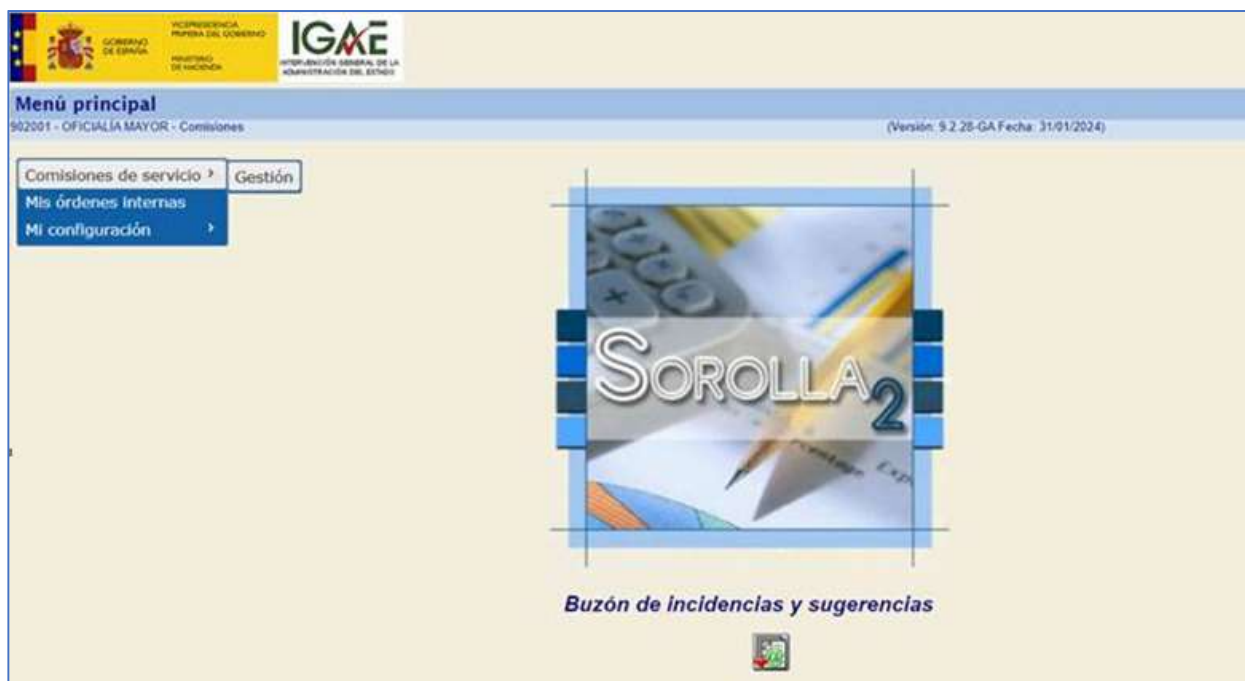 GOBIERNO
DE ESPAÑA
VICEPRESIDENCIA
PRIMERA DEL GOBIERNO
MINISTERIO
DE HACIENDA
IGAE
INTERVENCIÓN GENERAL DE LA
ADMINISTRACIÓN DEL ESTADO
Menú principal
902001 - OFICIALÍA MAYOR - Comisiones
(Versión: 9.2.28-GA Fecha: 31/01/2024)
Comisiones de servicio
Gestión
Mis órdenes internas
Mi configuración
SOROLLA2
Buzón de incidencias y sugerencias